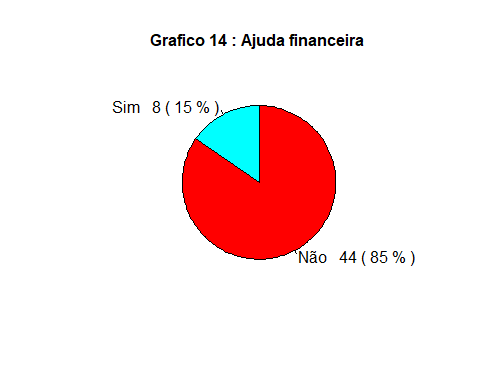 Grafico 14 : Ajuda financeira
Sim 8 ( 15 % )
Não 44 ( 85 % )